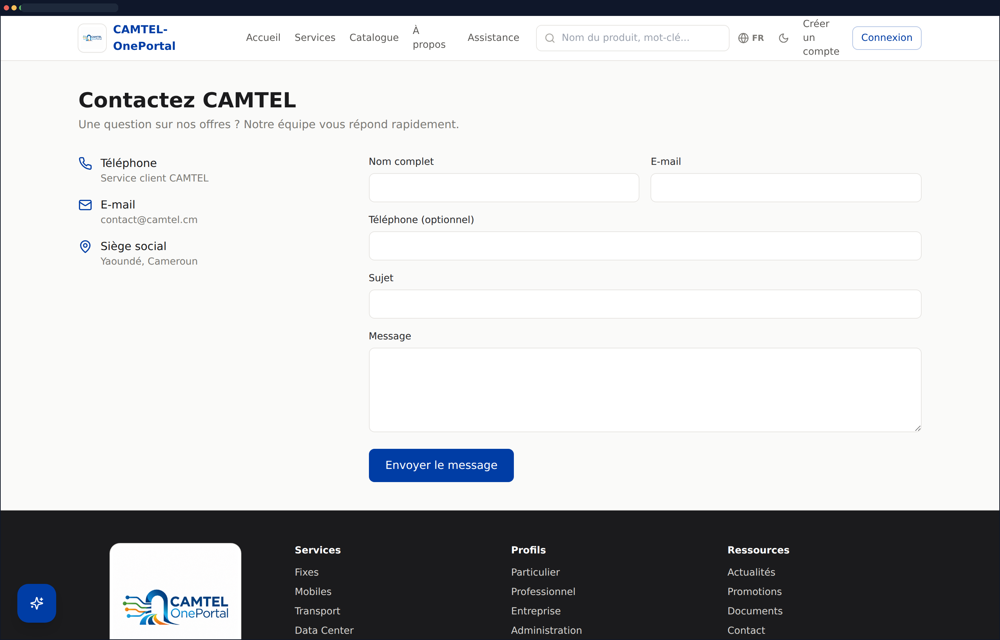 CAMTEL-
OnePortal
Accueil
Services
Catalogue
À
propos
Assistance
Nom du produit, mot-clé...
FR
Créer
un
compte
Connexion
Contactez CAMTEL
Une question sur nos offres ? Notre équipe vous répond rapidement.
Téléphone
Service client CAMTEL
E-mail
contact@camtel.cm
Siège social
Yaoundé, Cameroun
Nom complet
E-mail
Téléphone (optionnel)
Sujet
Message
Envoyer le message
CAMTEL
OnePortal
Services
Fixes
Mobiles
Transport
Data Center
Profils
Particulier
Professionnel
Entreprise
Administration
Ressources
Actualités
Promotions
Documents
Contact